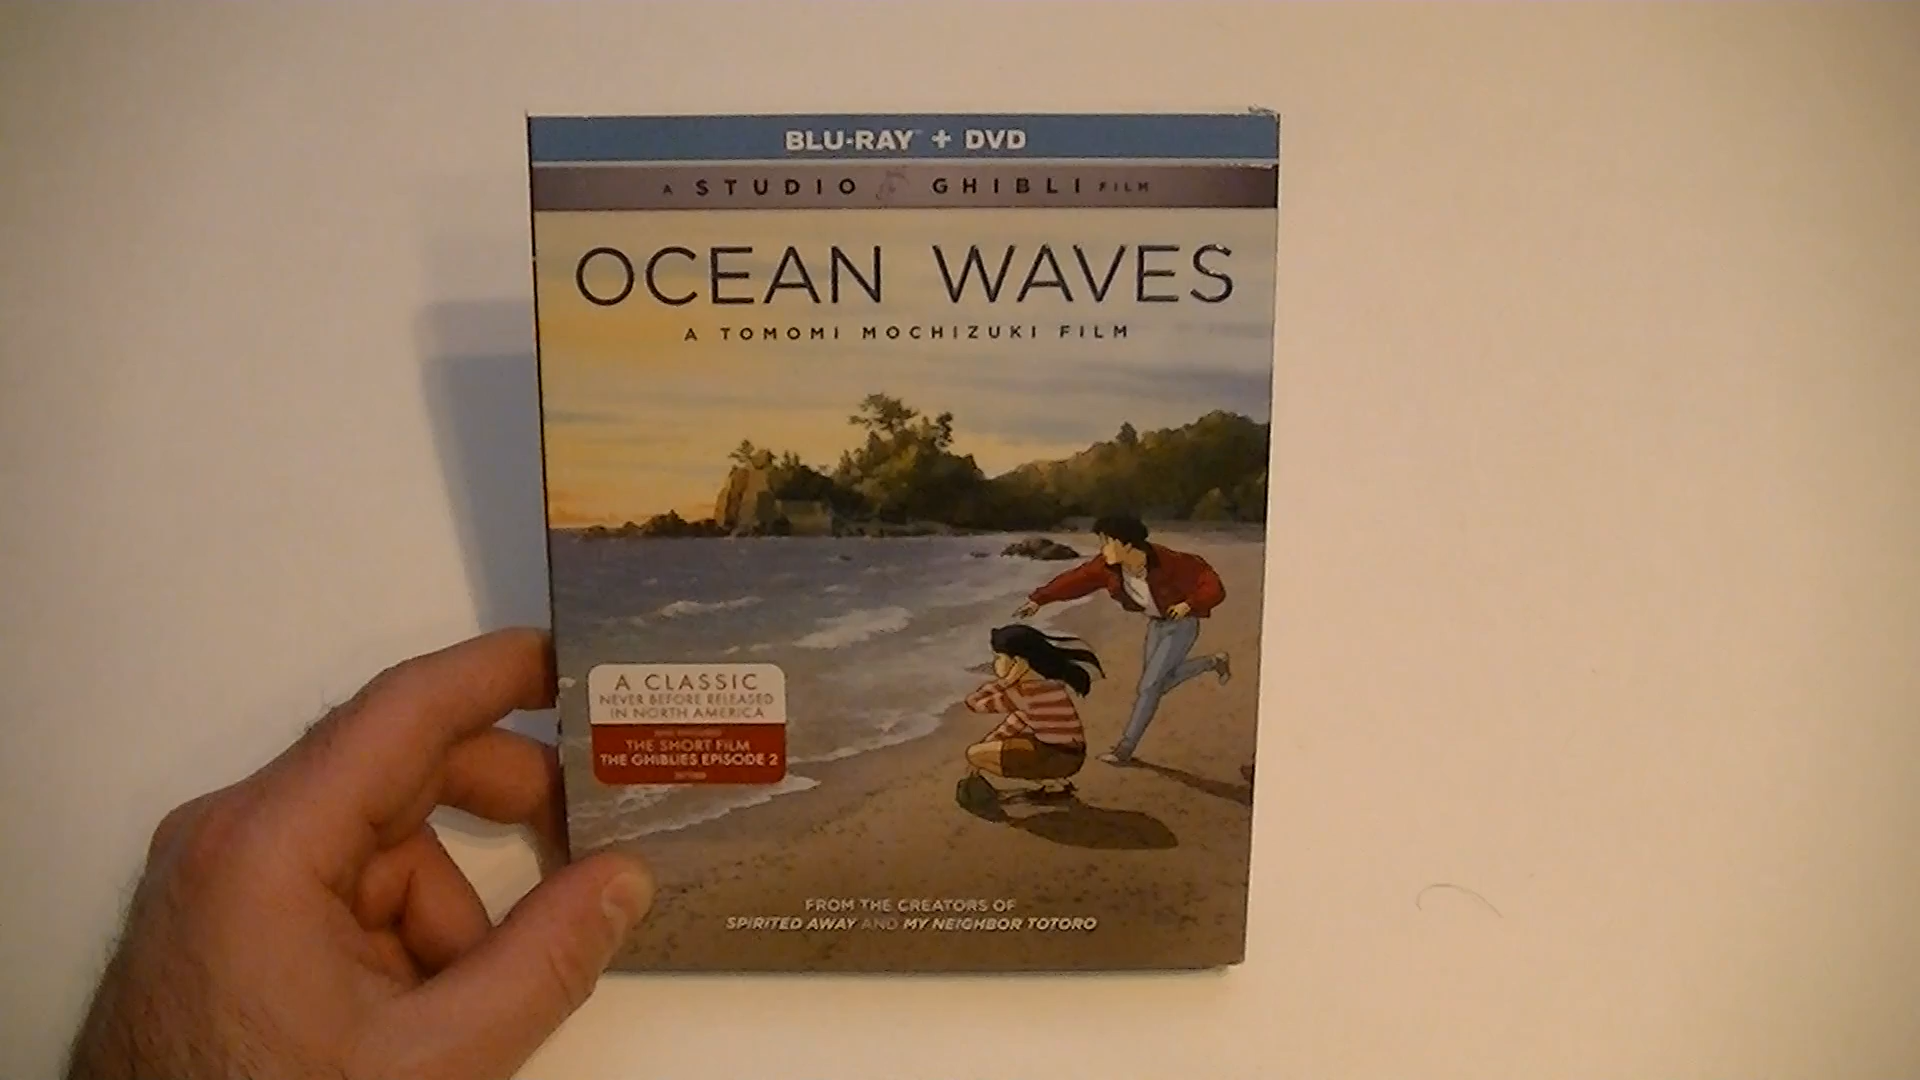 BLU-RAY™ + DVD
A STUDIO GHIBLI FILM
OCEAN WAVES
A TOMOMI MOCHIZUKI FILM
A CLASSIC
NEVER BEFORE RELEASED
IN NORTH AMERICA
THE SHORT FILM
THE GHIBLIES EPISODE 2
FROM THE CREATORS OF
SPIRITED AWAY AND MY NEIGHBOR TOTORO